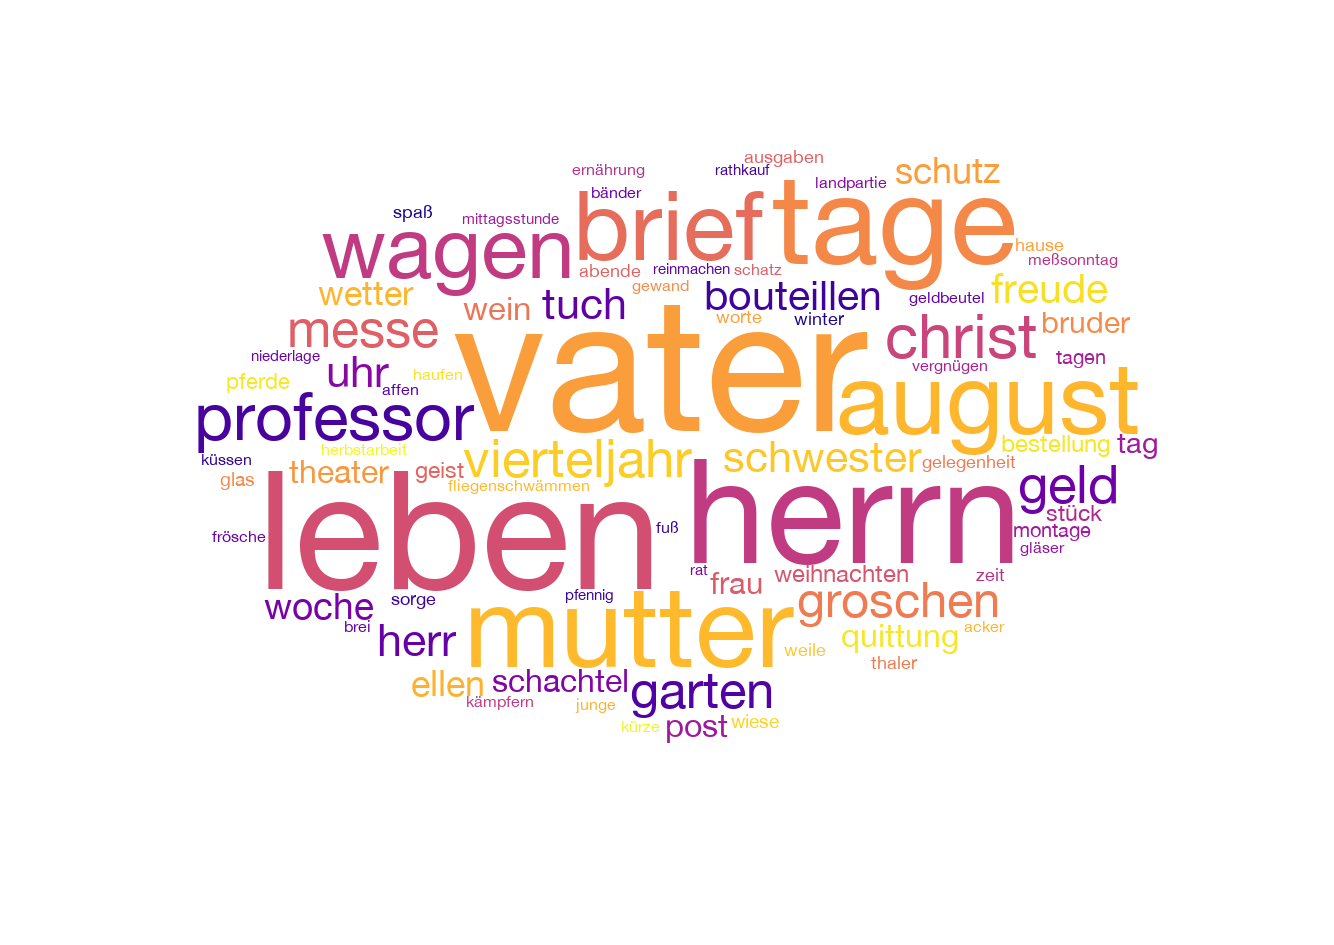 ausgaben
ernährung
rathkauf
schutz
landpartie
bänder
spaß
mittagsstunde
brief
tage
wagen
hause
meßsonntag
abende
reinmachen
schatz
gewand
wetter
wein
tuch
bouteillen
geldbeutel
freude
worte
winter
messe
vater
christ
bruder
niederlage
uhr
haufen
vergnügen
tagen
pferde
affen
august
professor
herbstarbeit
vierteljahr
schwester
bestellung
tag
küssen
theater
geist
gelegenheit
glas
fliegenschwämmen
geld
leben
herrn
stück
frösche
fuß
montage
gläser
rat
frau
weihnachten
zeit
woche
sorge
pfennig
mutter
groschen
brei
herr
quittung
acker
weile
thaler
ellen
schachtel
garten
kämpfern
junge
kürze
post
wiese